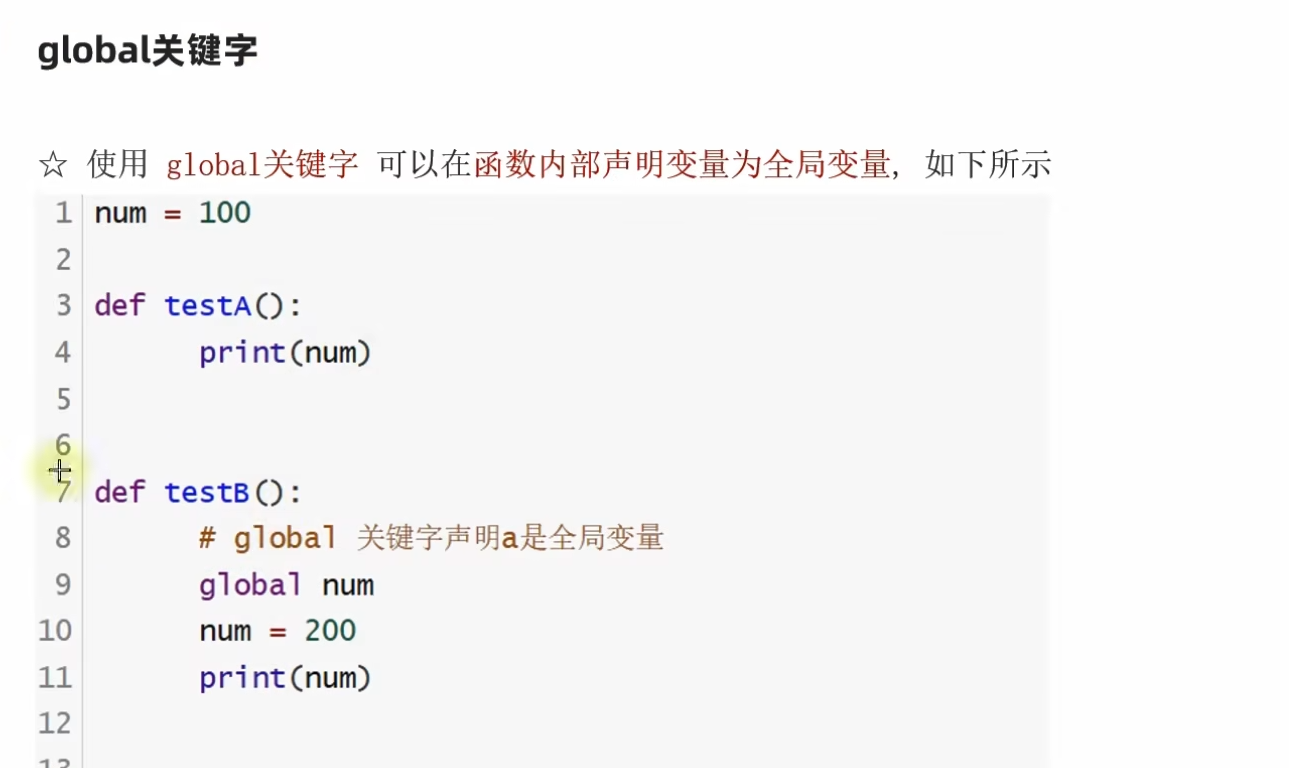 global关键字
☆ 使用 global关键字 可以在函数内部声明变量为全局变量, 如下所示
1 num = 100
2
3 def testA():
4 print(num)
5
6
7 def testB():
8 # global 关键字声明a是全局变量
9 global num
10 num = 200
11 print(num)
12
13